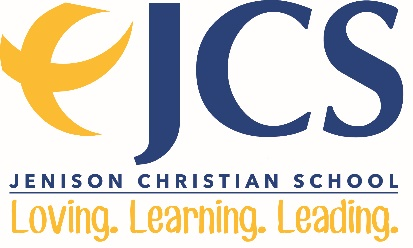 JCS
JENISON CHRISTIAN SCHOOL
Loving. Learning. Leading.